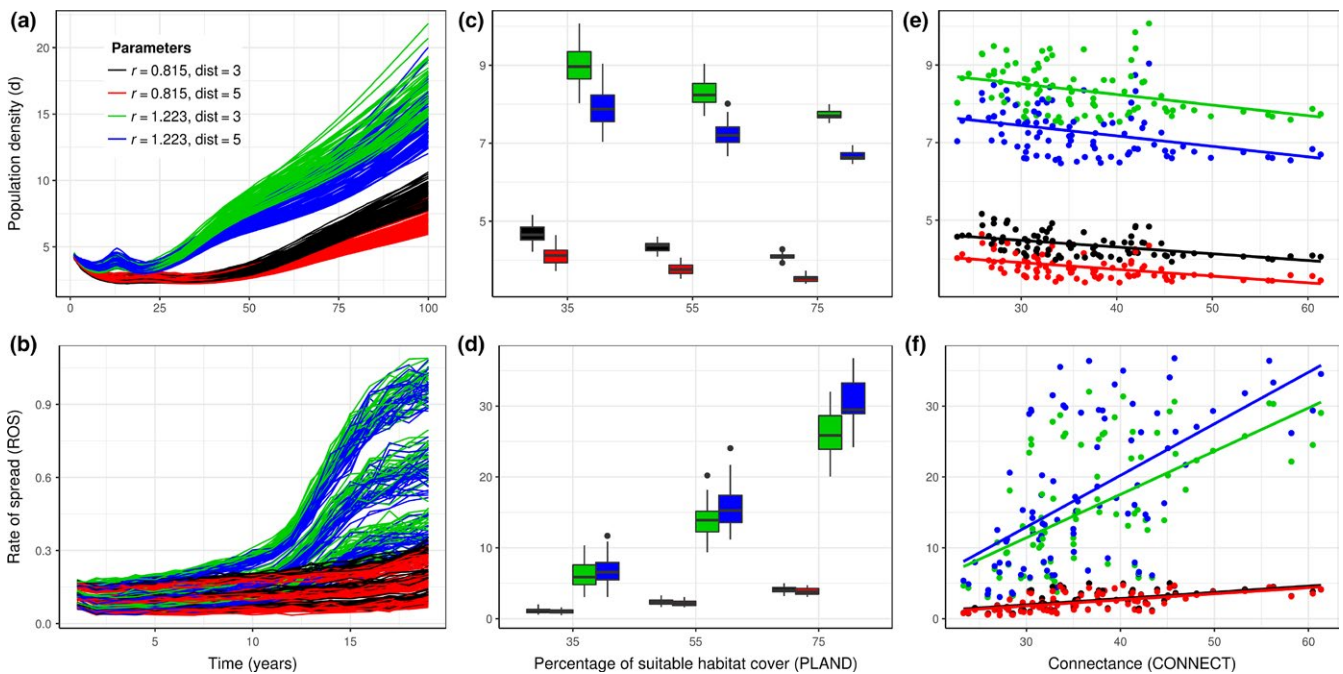 (a)
Parameters
r = 0.815, dist = 3
r = 0.815, dist = 5
r = 1.223, dist = 3
r = 1.223, dist = 5
Population density (d)
20
15
10
5
0 25 50 75 100
(c)
9
7
5
35 55 75
(e)
9
7
5
30 40 50 60
(b)
Rate of spread (ROS)
0.9
0.6
0.3
0.0
5 10 15
Time (years)
(d)
30
20
10
0
35 55 75
Percentage of suitable habitat cover (PLAND)
(f)
30
20
10
0
30 40 50 60
Connectance (CONNECT)